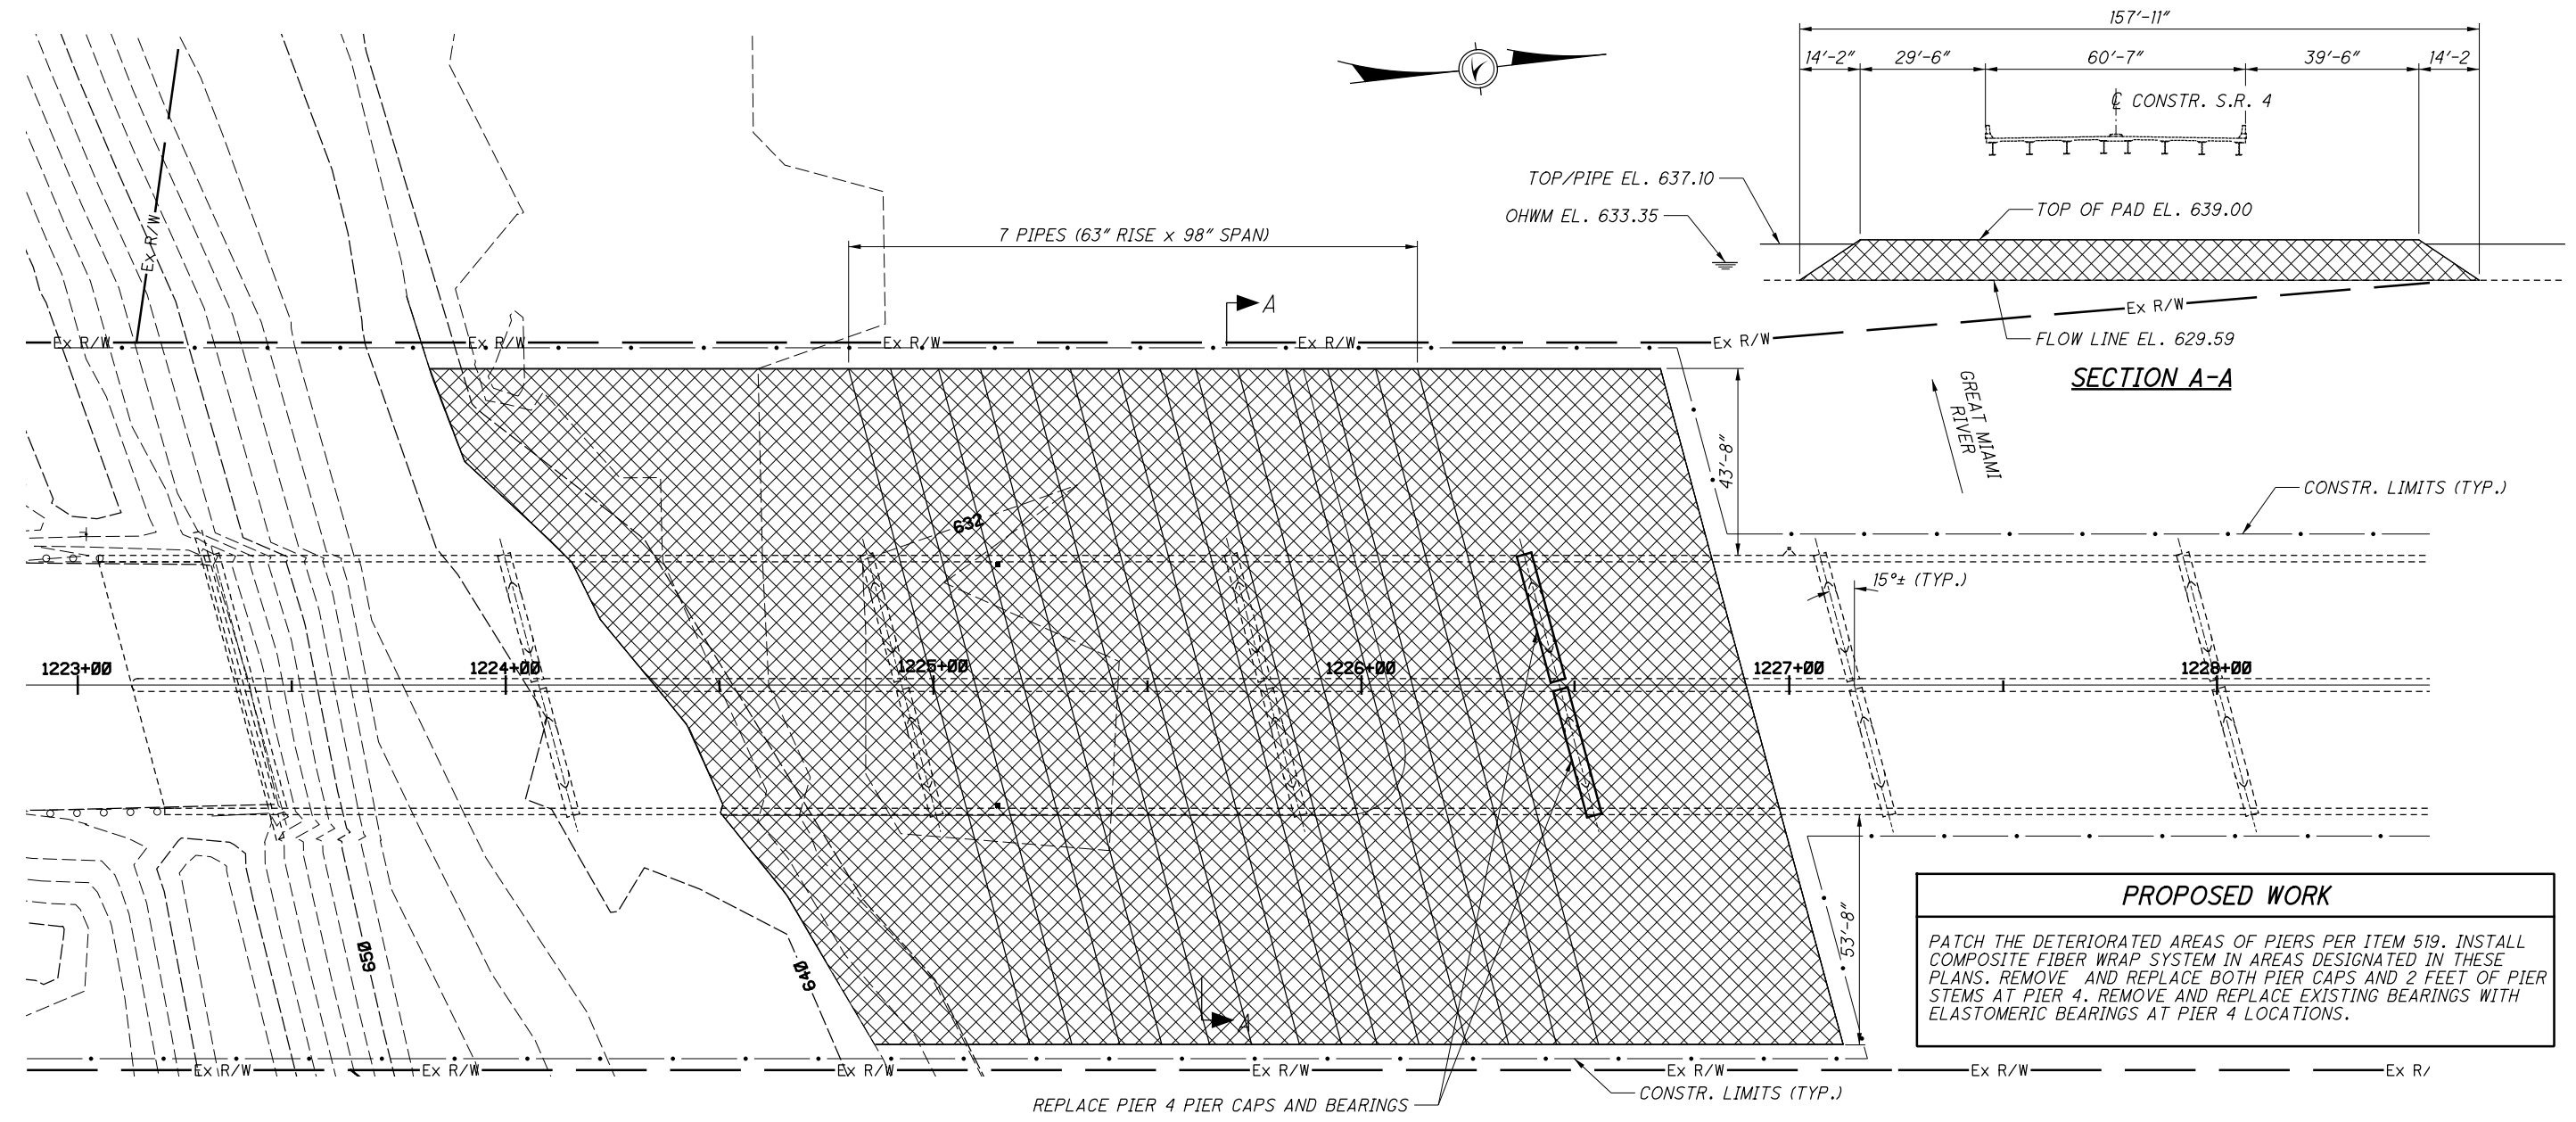 157'-11"
14'-2" 29'-6" 60'-7" 39'-6" 14'-2
℄ CONSTR. S.R. 4
TOP/PIPE EL. 637.10
OHWM EL. 633.35
TOP OF PAD EL. 639.00
FLOW LINE EL. 629.59
SECTION A-A
7 PIPES (63" RISE x 98" SPAN)
A
Ex R/W
Ex R/W Ex R/W Ex R/W Ex R/W Ex R/W Ex R/W
GREAT MIAMI
RIVER
43'-8"
CONSTR. LIMITS (TYP.)
632
15°± (TYP.)
1223+00 1224+00 1225+00 1226+00 1227+00 1228+00
650
640
53'-8"
A
PROPOSED WORK
PATCH THE DETERIORATED AREAS OF PIERS PER ITEM 519. INSTALL
COMPOSITE FIBER WRAP SYSTEM IN AREAS DESIGNATED IN THESE
PLANS. REMOVE AND REPLACE BOTH PIER CAPS AND 2 FEET OF PIER
STEMS AT PIER 4. REMOVE AND REPLACE EXISTING BEARINGS WITH
ELASTOMERIC BEARINGS AT PIER 4 LOCATIONS.
Ex R/W Ex R/W Ex R/W Ex R/W Ex R/W Ex R/W Ex R/
CONSTR. LIMITS (TYP.)
REPLACE PIER 4 PIER CAPS AND BEARINGS